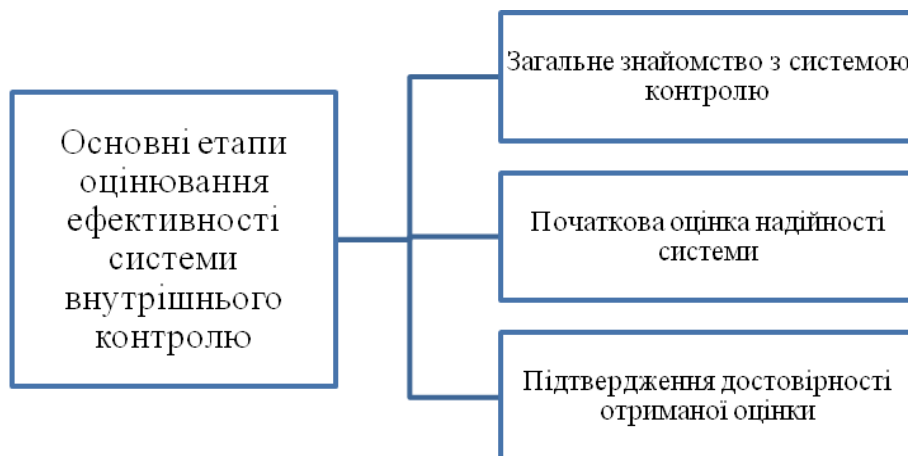 Основні етапи
оцінювання
ефективності
системи
внутрішнього
контролю
Загальне знайомство з системою
контролю
Початкова оцінка надійності
системи
Підтвердження достовірності
отриманої оцінки